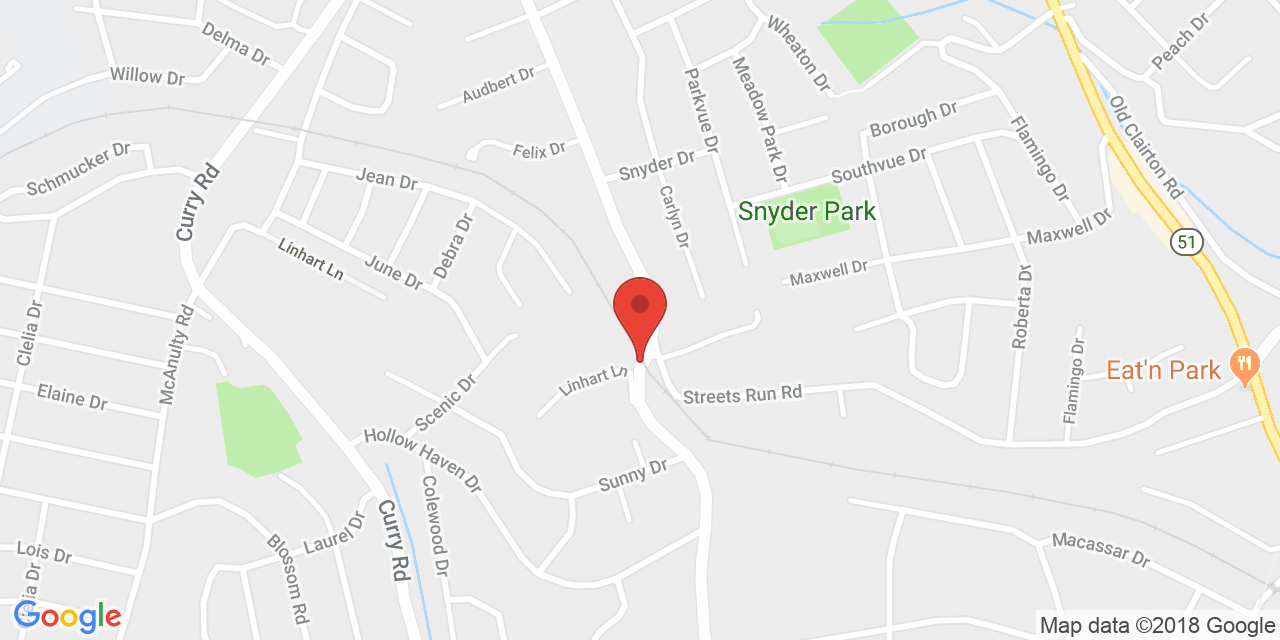 Delma Dr
Willow Dr
Audbert Dr
Wheaton Dr
Peach Dr
Parkvue Dr
Meadow Park Dr
Borough Dr
Old Clairton Rd
Flamingo Dr
Felix Dr
Snyder Dr
Southvue Dr
Schmucker Dr
Jean Dr
Curry Rd
Carlyn Dr
Snyder Park
Debra Dr
Maxwell Dr
51
Linhart Ln
June Dr
Maxwell Dr
Roberta Dr
Clelia Dr
McAnulty Rd
Flamingo Dr
Eat'n Park
Linhart Ln
Elaine Dr
Scenic Dr
Streets Run Rd
Hollow Haven Dr
Sunny Dr
Colewood Dr
Curry Rd
Laurel Dr
Blossom Rd
Lois Dr
Macassar Dr
Google
Map data ©2018 Google